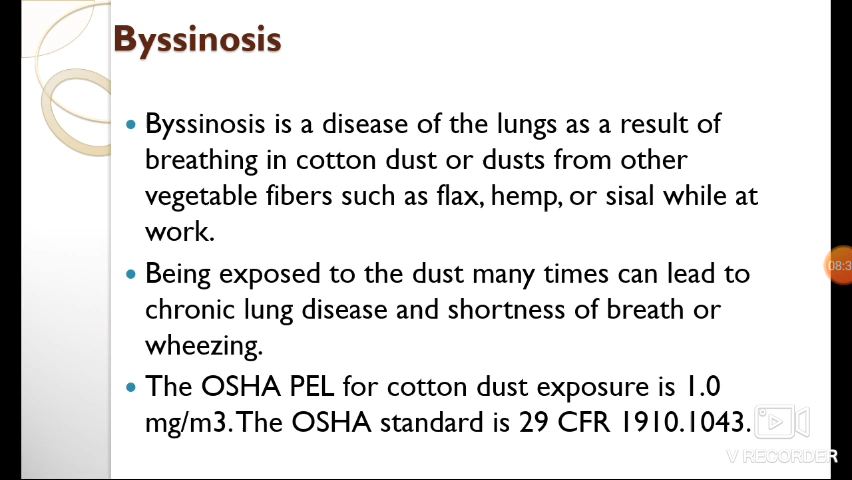 Byssinosis
• Byssinosis is a disease of the lungs as a result of
breathing in cotton dust or dusts from other
vegetable fibers such as flax, hemp, or sisal while at
work.
• Being exposed to the dust many times can lead to
chronic lung disease and shortness of breath or
wheezing.
• The OSHA PEL for cotton dust exposure is 1.0
mg/m3. The OSHA standard is 29 CFR 1910.1043.
08:3
V RECORDER